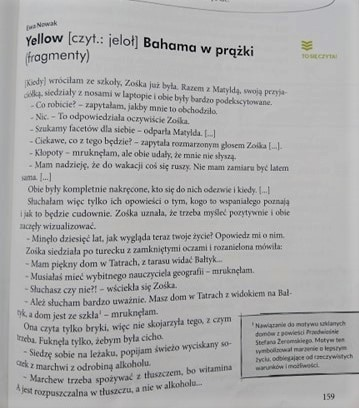 Ewa Nowak
Yellow [czyt.: jeloł] Bahama w prążki
(fragmenty)
TO SIĘ CZYTA!
[Kiedy] wróciłam ze szkoły, Zośka już była. Razem z Matyldą, swoją przyja-
ciółką, siedziały z nosami w laptopie i obie były bardzo podekscytowane.
– Co robicie? – zapytałam, jakby mnie to obchodziło.
– Nic. – To odpowiedziała oczywiście Zośka.
– Szukamy facetów dla siebie – odparła Matylda. [...]
– Ciekawe, co z tego będzie? – zapytała rozmarzonym głosem Zośka [...].
– Kłopoty – mruknęłam, ale obie udały, że mnie nie słyszą.
– Mam nadzieję, że do wakacji coś się ruszy. Nie mam zamiaru być latem
sama. [...]
Obie były kompletnie nakręcone, kto się do nich odezwie i kiedy. [...]
Słuchałam więc tylko ich opowieści o tym, kogo to wspaniałego poznają
i jak to będzie cudownie. Zośka uznała, że trzeba myśleć pozytywnie i obie
zaczęły wizualizować.
– Minęło dziesięć lat, jak wygląda teraz twoje życie? Opowiedz mi o nim.
Zośka siedziała po turecku z zamkniętymi oczami i rozanielona mówiła:
– Mam piękny dom w Tatrach, z tarasu widać Bałtyk...
– Musiałaś mieć wybitnego nauczyciela geografii – mruknęłam.
– Słuchasz czy nie?! – wściekła się Zośka.
– Ależ słucham bardzo uważnie. Masz dom w Tatrach z widokiem na Bał-
tyk, a dom jest ze szkła¹ – mruknęłam.
Ona czyta tylko bryki, więc nie skojarzyła tego, z czym
trzeba. Fuknęła tylko, żebym była cicho.
– Siedzę sobie na leżaku, popijam świeżo wyciskany so-
czek z marchwi z odrobiną alkoholu.
– Marchew trzeba spożywać z tłuszczem, bo witamina
A jest rozpuszczalna w tłuszczu, a nie w alkoholu...
¹ Nawiązanie do motywu szklanych
domów z powieści Przedwiośnie
Stefana Żeromskiego. Motyw ten
symbolizował marzenie o lepszym
życiu, odbiegające od rzeczywistych
warunków i możliwości.
159